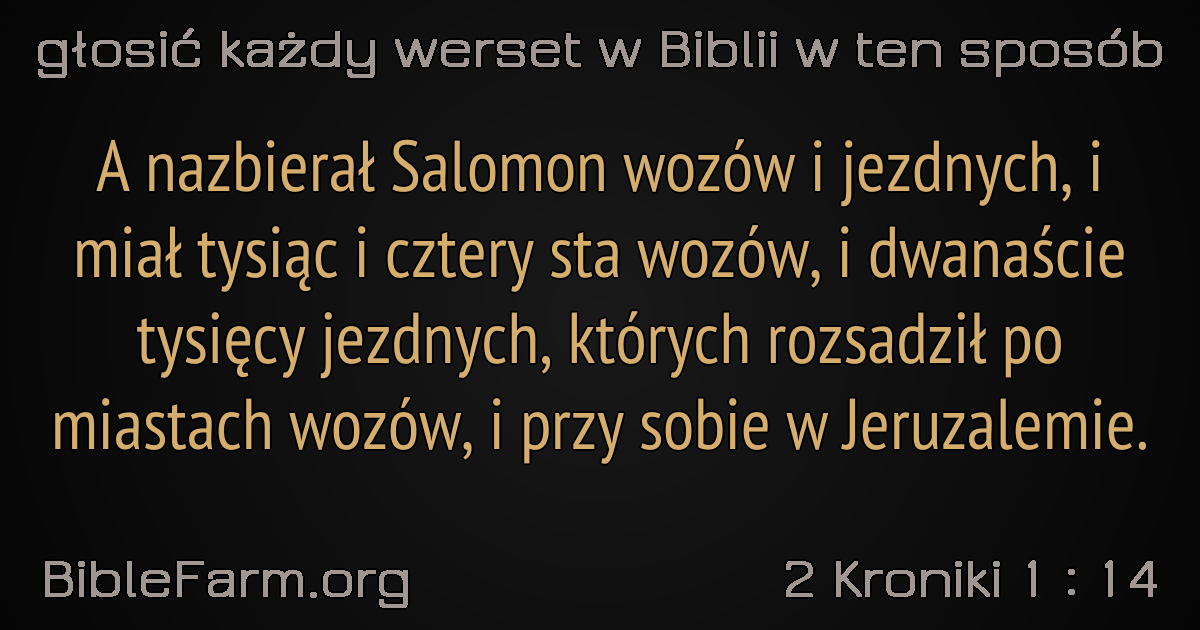 głosić każdy werset w Biblii w ten sposób
A nazbierał Salomon wozów i jezdnych, i
miał tysiąc i cztery sta wozów, i dwanaście
tysięcy jezdnych, których rozsadził po
miastach wozów, i przy sobie w Jeruzalemie.
BibleFarm.org
2 Kroniki 1 : 14